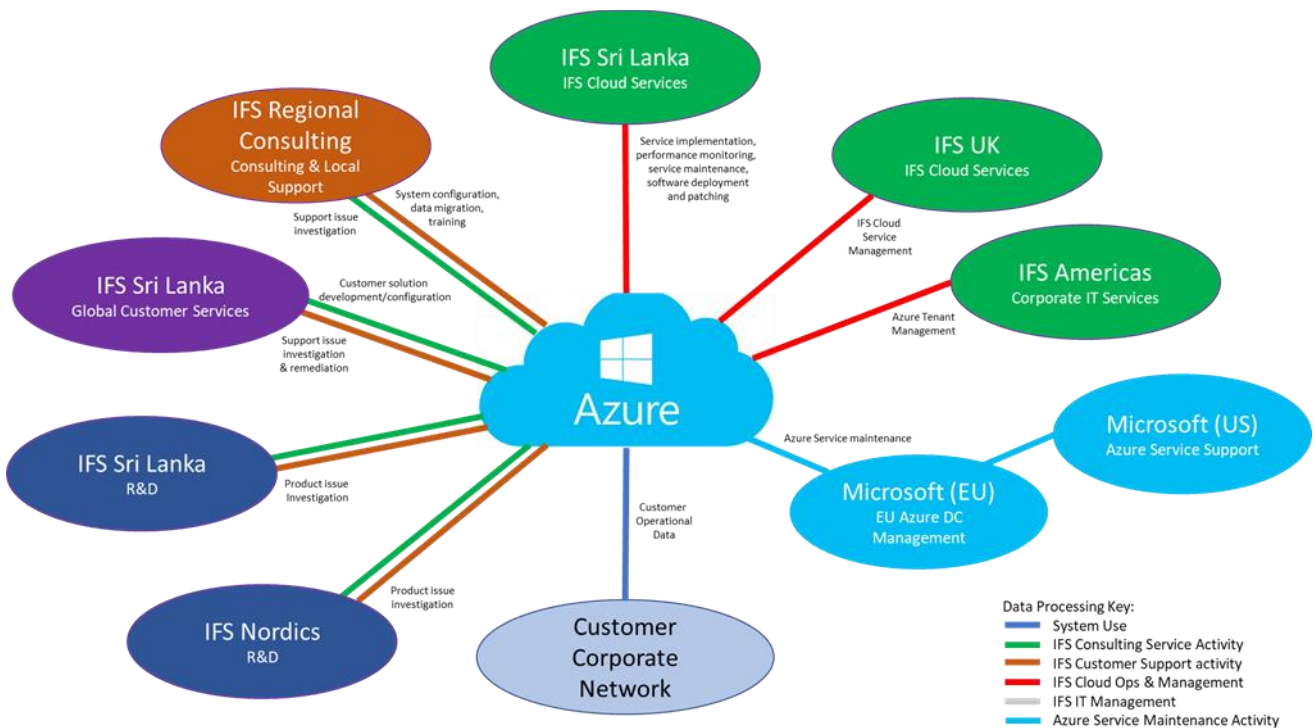 IFS Sri Lanka
IFS Cloud Services
IFS Regional
Consulting
Consulting & Local
Support
Service implementation,
performance monitoring,
service maintenance,
software deployment
and patching
IFS UK
IFS Cloud Services
System configuration,
data migration,
training
Support issue
investigation
IFS Cloud
Service
Management
IFS Sri Lanka
Global Customer Services
Customer solution
development/configuration
IFS Americas
Corporate IT Services
Azure Tenant
Management
Support issue
investigation
& remediation
Azure
Azure Service maintenance
Microsoft (US)
Azure Service Support
IFS Sri Lanka
R&D
Product issue
Investigation
Microsoft (EU)
EU Azure DC
Management
Customer
Operational
Data
Product issue
investigation
IFS Nordics
R&D
Customer
Corporate
Network
Data Processing Key:
System Use
IFS Consulting Service Activity
IFS Customer Support activity
IFS Cloud Ops & Management
IFS IT Management
Azure Service Maintenance Activity